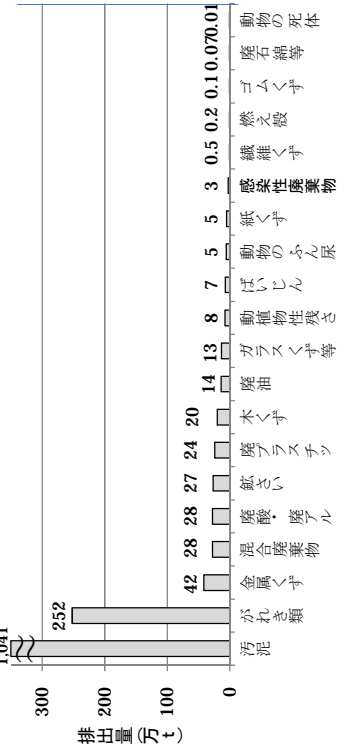 排出量(万t)
300
200
100
0
1,041
252
42
28
28
27
24
20
14
13
8
7
5
5
3
0.5
0.2
0.1
0.07
0.01
汚泥
がれき類
金属くず
混合廃棄物
廃酸・廃アル
鉱さい
廃プラスチッ
木くず
廃油
ガラスくず等
動植物性残さ
ばいじん
動物のふん尿
紙くず
感染性廃棄物
繊維くず
燃え殻
ゴムくず
廃石綿等
動物の死体